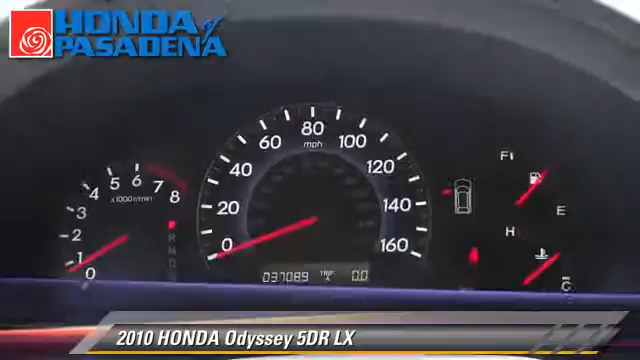 HONDA of
PASADENA
80
60
100
mph
40
120
20
140
0
160
5
6
4
7
3
8
x1000r/min
2
1
0
P
R
N
D
F
E
H
C
037089 TRIP A 0.0
2010 HONDA Odyssey 5DR LX